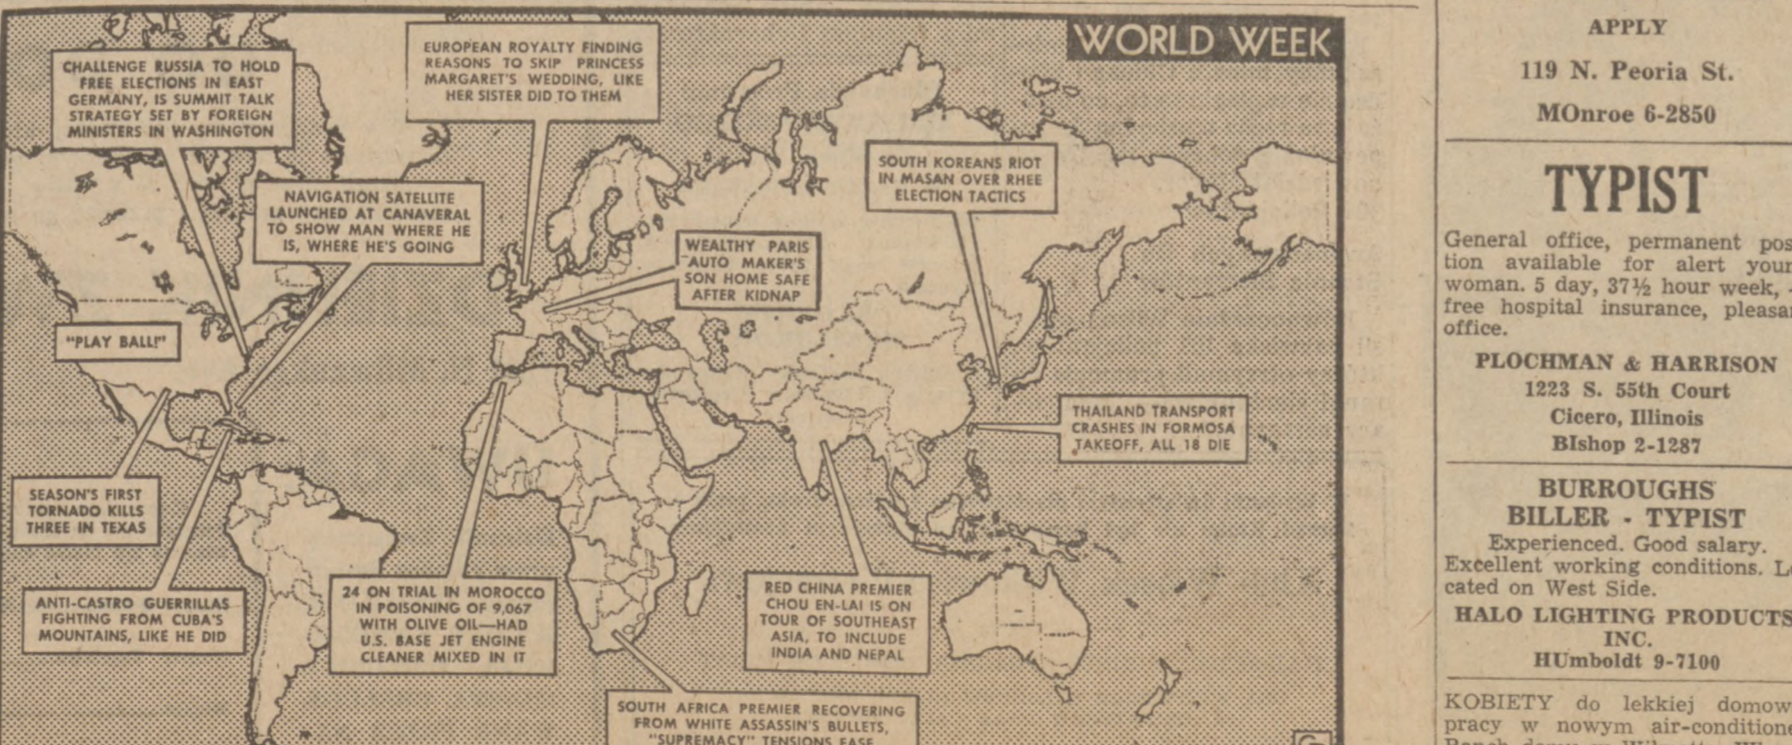 WORLD WEEK
CHALLENGE RUSSIA TO HOLD
FREE ELECTIONS IN EAST
GERMANY, IS SUMMIT TALK
STRATEGY SET BY FOREIGN
MINISTERS IN WASHINGTON
EUROPEAN ROYALTY FINDING
REASONS TO SKIP PRINCESS
MARGARET'S WEDDING, LIKE
HER SISTER DID TO THEM
NAVIGATION SATELLITE
LAUNCHED AT CANAVERAL
TO SHOW MAN WHERE HE
IS, WHERE HE'S GOING
SOUTH KOREANS RIOT
IN MASAN OVER RHEE
ELECTION TACTICS
WEALTHY PARIS
AUTO MAKER'S
SON HOME SAFE
AFTER KIDNAP
"PLAY BALL!"
THAILAND TRANSPORT
CRASHES IN FORMOSA
TAKEOFF, ALL 18 DIE
SEASON'S FIRST
TORNADO KILLS
THREE IN TEXAS
ANTI-CASTRO GUERRILLAS
FIGHTING FROM CUBA'S
MOUNTAINS, LIKE HE DID
24 ON TRIAL IN MOROCCO
IN POISONING OF 9,067
WITH OLIVE OIL—HAD
U.S. BASE JET ENGINE
CLEANER MIXED IN IT
RED CHINA PREMIER
CHOU EN-LAI IS ON
TOUR OF SOUTHEAST
ASIA, TO INCLUDE
INDIA AND NEPAL
SOUTH AFRICA PREMIER RECOVERING
FROM WHITE ASSASSIN'S BULLETS,
"SUPREMACY" TENSIONS EASE
APPLY
119 N. Peoria St.
MOnroe 6-2850
TYPIST
General office, permanent pos
tion available for alert your
woman. 5 day, 37½ hour week,
free hospital insurance, pleasan
office.
PLOCHMAN & HARRISON
1223 S. 55th Court
Cicero, Illinois
BIshop 2-1287
BURROUGHS
BILLER - TYPIST
Experienced. Good salary.
Excellent working conditions. Lo
cated on West Side.
HALO LIGHTING PRODUCTS
INC.
HUmboldt 9-7100
KOBIETY do lekkiej domow
pracy w nowym air-condition